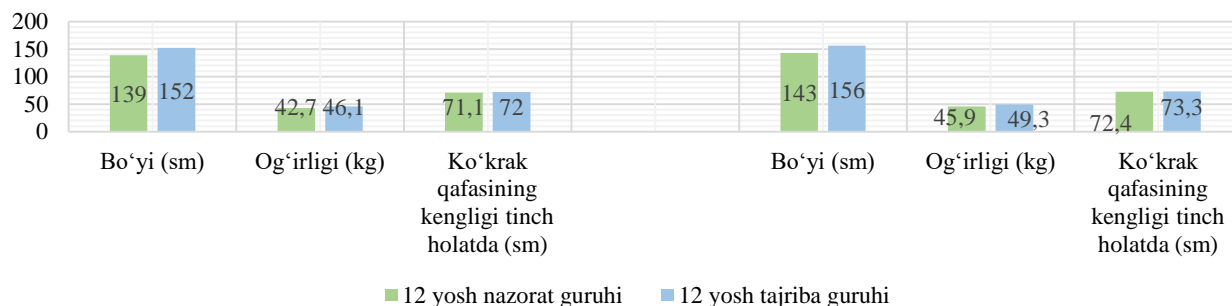 200
150
100
50
0
139
152
42,7
46,1
71,1
72
143
156
45,9
49,3
72,4
73,3
Bo‘yi (sm)
Og‘irligi (kg)
Ko‘krak
qafasining
kengligi tinch
holatda (sm)
Bo‘yi (sm)
Og‘irligi (kg)
Ko‘krak
qafasining
kengligi tinch
holatda (sm)
12 yosh nazorat guruhi
12 yosh tajriba guruhi